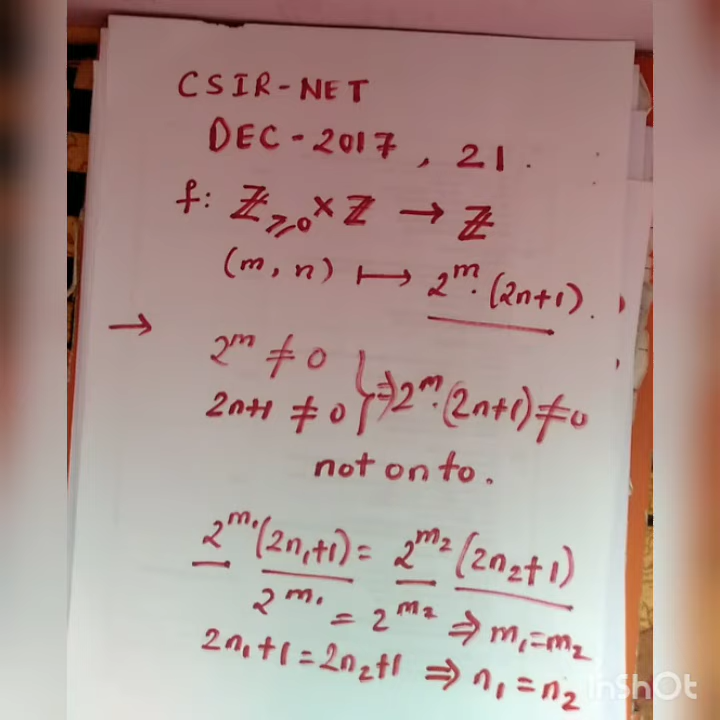 CSIR-NET
DEC-2017, 21.
f: ℤ≥0 × ℤ → ℤ
(m, n) ↦ 2^m·(2n+1).
→
2^m ≠ 0
2n+1 ≠ 0 } ⇒ 2^m·(2n+1) ≠ 0
not onto.
2^m₁(2n₁+1) = 2^m₂(2n₂+1)
2^m₁ = 2^m₂ ⇒ m₁=m₂
2n₁+1 = 2n₂+1 ⇒ n₁=n₂
InShOt